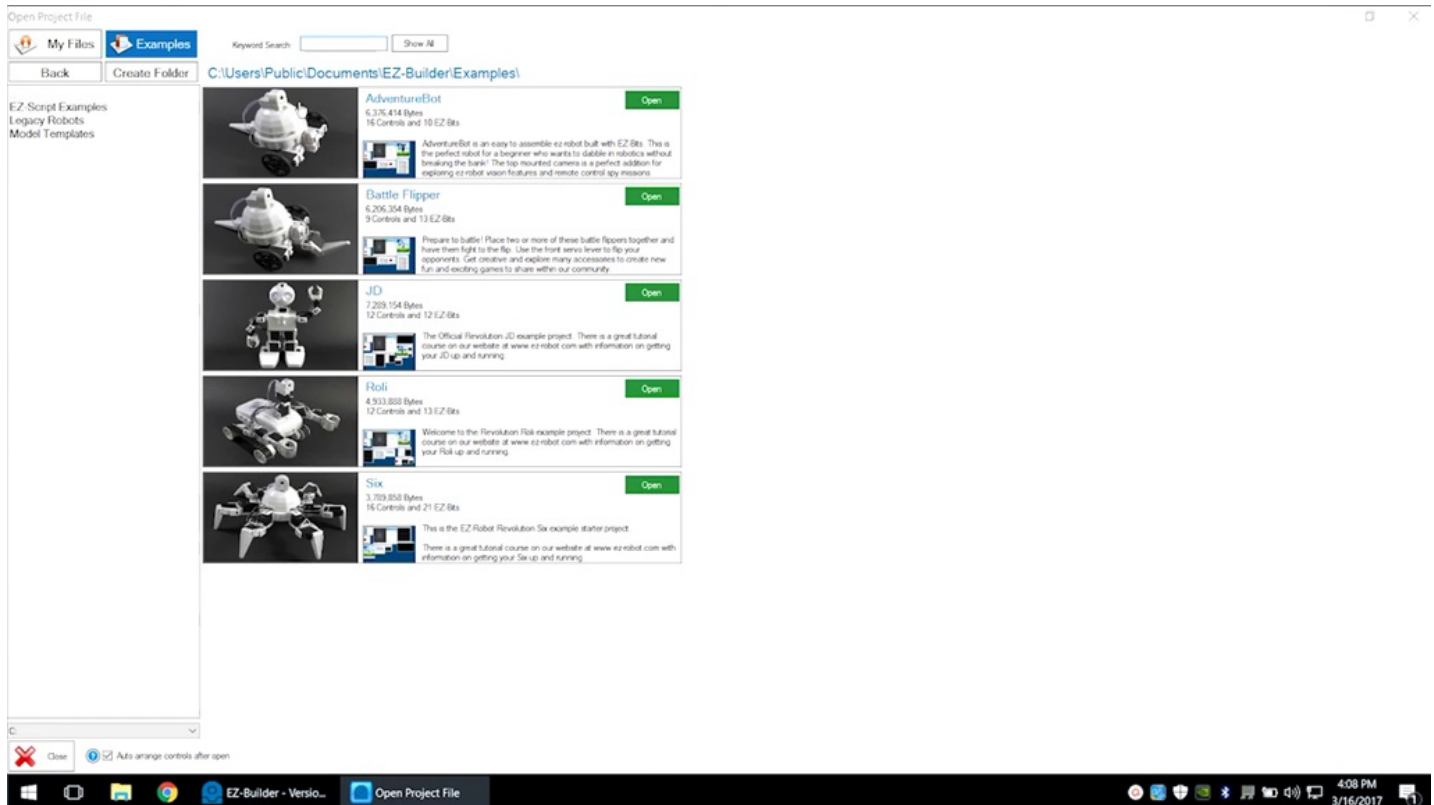 Open Project File
My Files
Examples
Keyword Search
Show All
Back
Create Folder
C:\Users\Public\Documents\EZ-Builder\Examples\
EZ-Script Examples
Legacy Robots
Model Templates
AdventureBot
Open
6,376,414 Bytes
16 Controls and 10 EZ-Bits
AdventureBot is an easy to assemble ez-robot built with EZ-Bits. This is
the perfect robot for a beginner who wants to dabble in robotics without
breaking the bank! The top mounted camera is a perfect addition for
exploring ez-robot vision features and remote control spy missions
Battle Flipper
Open
6,206,354 Bytes
9 Controls and 13 EZ-Bits
Prepare to battle! Place two or more of these battle flippers together and
have them fight to the flip. Use the front servo lever to flip your
opponents. Get creative and explore many accessories to create new
fun and exciting games to share within our community
JD
Open
7,289,154 Bytes
12 Controls and 12 EZ-Bits
The Official Revolution JD example project. There is a great tutorial
course on our website at www.ez-robot.com with information on getting
your JD up and running.
Roli
Open
4,933,888 Bytes
12 Controls and 13 EZ-Bits
Welcome to the Revolution Roli example project. There is a great tutorial
course on our website at www.ez-robot.com with information on getting
your Roli up and running.
Six
Open
3,789,858 Bytes
16 Controls and 21 EZ-Bits
This is the EZ-Robot Revolution Six example starter project
There is a great tutorial course on our website at www.ez-robot.com with
information on getting your Six up and running
C:
Close
Auto arrange controls after open
EZ-Builder - Versio...
Open Project File
4:08 PM
3/16/2017